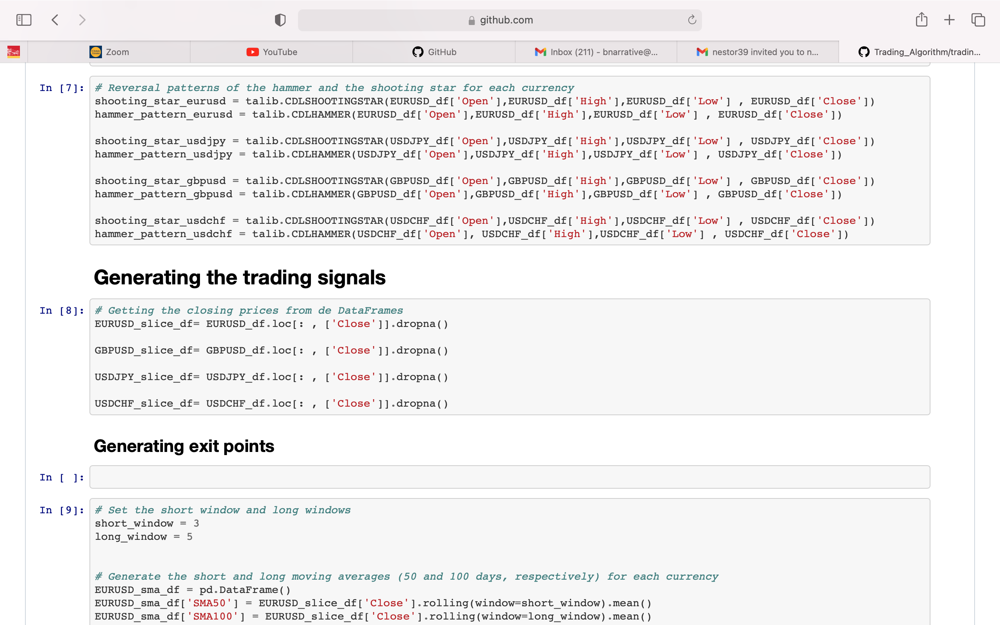 github.com
Zoom
YouTube
GitHub
Inbox (211) - bnarrative@...
nestor39 invited you to n...
Trading_Algorithm/tradin...
In [7]:
# Reversal patterns of the hammer and the shooting star for each currency
shooting_star_eurusd = talib.CDLSHOOTINGSTAR(EURUSD_df['Open'],EURUSD_df['High'],EURUSD_df['Low'] , EURUSD_df['Close'])
hammer_pattern_eurusd = talib.CDLHAMMER(EURUSD_df['Open'],EURUSD_df['High'],EURUSD_df['Low'] , EURUSD_df['Close'])
shooting_star_usdjpy = talib.CDLSHOOTINGSTAR(USDJPY_df['Open'],USDJPY_df['High'],USDJPY_df['Low'] , USDJPY_df['Close'])
hammer_pattern_usdjpy = talib.CDLHAMMER(USDJPY_df['Open'],USDJPY_df['High'],USDJPY_df['Low'] , USDJPY_df['Close'])
shooting_star_gbpusd = talib.CDLSHOOTINGSTAR(GBPUSD_df['Open'],GBPUSD_df['High'],GBPUSD_df['Low'] , GBPUSD_df['Close'])
hammer_pattern_gbpusd = talib.CDLHAMMER(GBPUSD_df['Open'],GBPUSD_df['High'],GBPUSD_df['Low'] , GBPUSD_df['Close'])
shooting_star_usdchf = talib.CDLSHOOTINGSTAR(USDCHF_df['Open'],USDCHF_df['High'],USDCHF_df['Low'] , USDCHF_df['Close'])
hammer_pattern_usdchf = talib.CDLHAMMER(USDCHF_df['Open'], USDCHF_df['High'],USDCHF_df['Low'] , USDCHF_df['Close'])
Generating the trading signals
In [8]:
# Getting the closing prices from de DataFrames
EURUSD_slice_df= EURUSD_df.loc[: , ['Close']].dropna()
GBPUSD_slice_df= GBPUSD_df.loc[: , ['Close']].dropna()
USDJPY_slice_df= USDJPY_df.loc[: , ['Close']].dropna()
USDCHF_slice_df= USDCHF_df.loc[: , ['Close']].dropna()
Generating exit points
In [ ]:
In [9]:
# Set the short window and long windows
short_window = 3
long_window = 5
# Generate the short and long moving averages (50 and 100 days, respectively) for each currency
EURUSD_sma_df = pd.DataFrame()
EURUSD_sma_df['SMA50'] = EURUSD_slice_df['Close'].rolling(window=short_window).mean()
EURUSD_sma_df['SMA100'] = EURUSD_slice_df['Close'].rolling(window=long_window).mean()